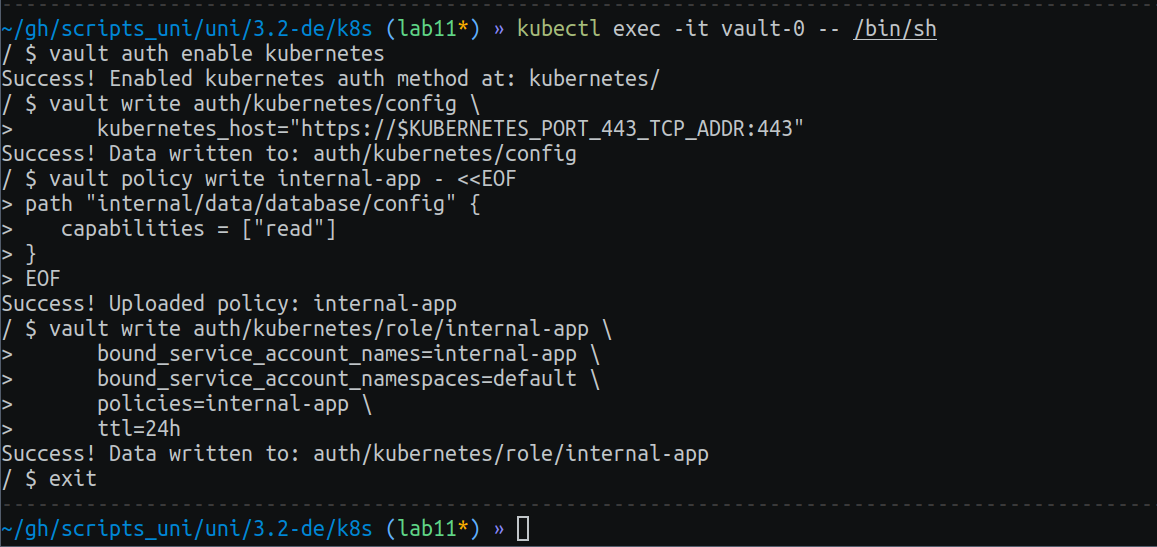 ~/gh/scripts_uni/uni/3.2-de/k8s (lab11*) » kubectl exec -it vault-0 -- /bin/sh
/ $ vault auth enable kubernetes
Success! Enabled kubernetes auth method at: kubernetes/
/ $ vault write auth/kubernetes/config \
>       kubernetes_host="https://$KUBERNETES_PORT_443_TCP_ADDR:443"
Success! Data written to: auth/kubernetes/config
/ $ vault policy write internal-app - <<EOF
> path "internal/data/database/config" {
>    capabilities = ["read"]
> }
> EOF
Success! Uploaded policy: internal-app
/ $ vault write auth/kubernetes/role/internal-app \
>       bound_service_account_names=internal-app \
>       bound_service_account_namespaces=default \
>       policies=internal-app \
>       ttl=24h
Success! Data written to: auth/kubernetes/role/internal-app
/ $ exit
~/gh/scripts_uni/uni/3.2-de/k8s (lab11*) »